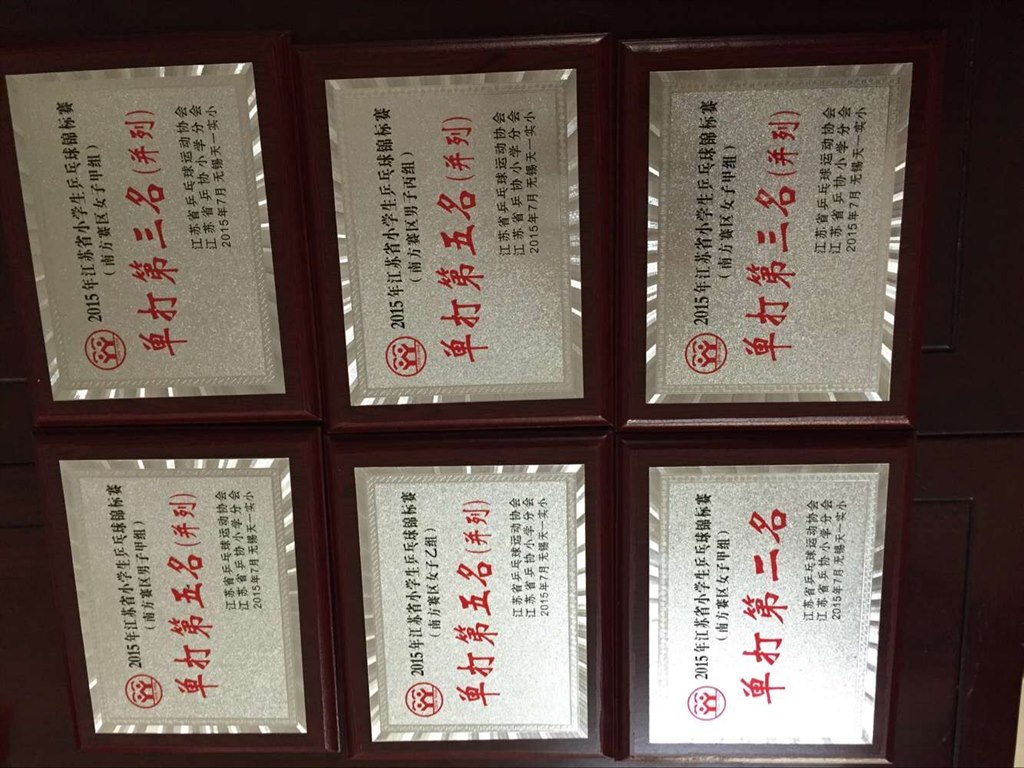 2015年江苏省小学生乒乓球锦标赛
(南方赛区男子甲组)
单打第五名(并列)
江苏省乒乓球运动协会
江苏省乒协小学分会
2015年7月无锡天一实小
2015年江苏省小学生乒乓球锦标赛
(南方赛区女子甲组)
单打第三名(并列)
江苏省乒乓球运动协会
江苏省乒协小学分会
2015年7月无锡天一实小
2015年江苏省小学生乒乓球锦标赛
(南方赛区女子乙组)
单打第五名(并列)
江苏省乒乓球运动协会
江苏省乒协小学分会
2015年7月无锡天一实小
2015年江苏省小学生乒乓球锦标赛
(南方赛区男子丙组)
单打第五名(并列)
江苏省乒乓球运动协会
江苏省乒协小学分会
2015年7月无锡天一实小
2015年江苏省小学生乒乓球锦标赛
(南方赛区女子甲组)
单打第二名
江苏省乒乓球运动协会
江苏省乒协小学分会
2015年7月无锡天一实小
2015年江苏省小学生乒乓球锦标赛
(南方赛区女子甲组)
单打第三名(并列)
江苏省乒乓球运动协会
江苏省乒协小学分会
2015年7月无锡天一实小